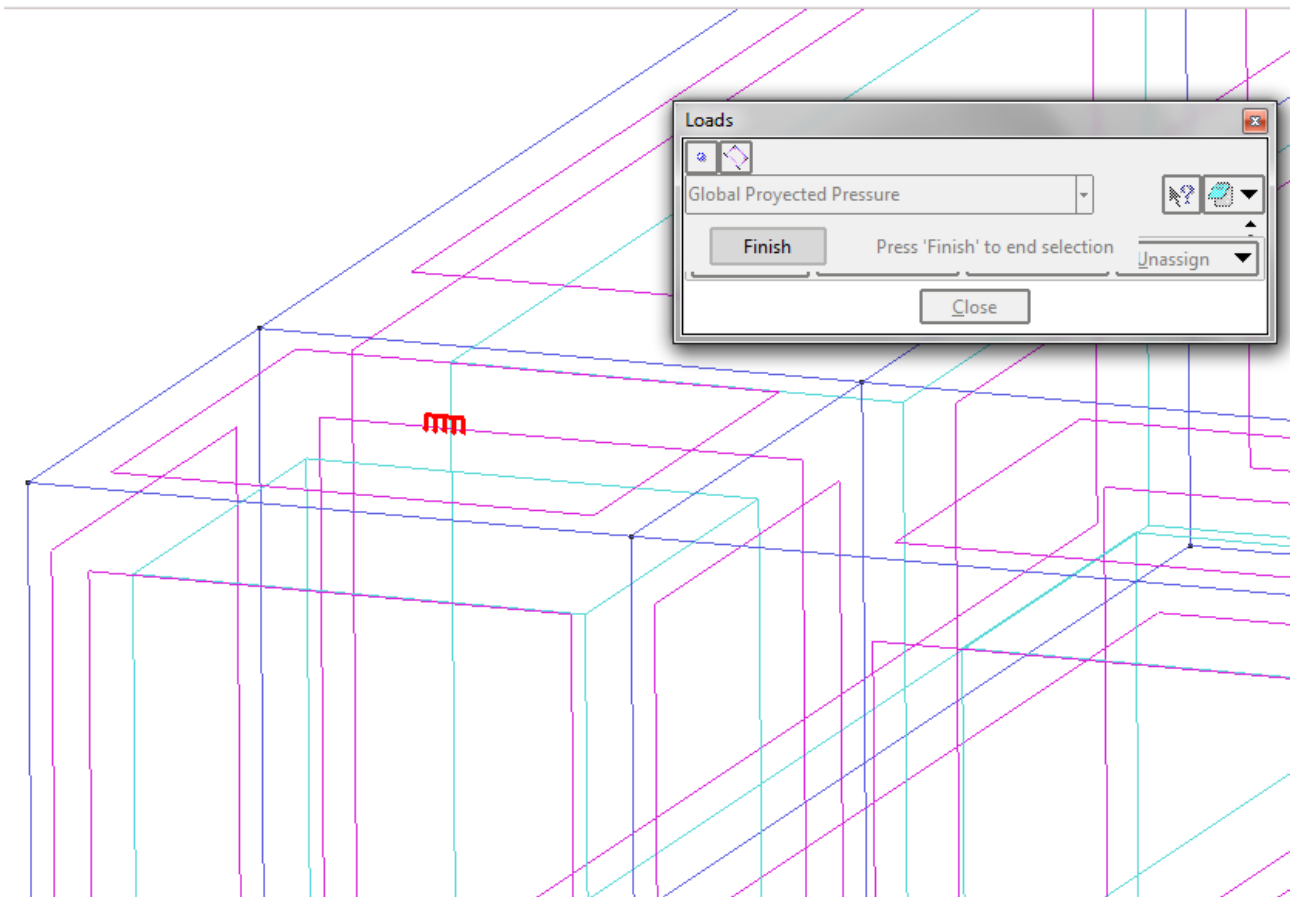 Loads
Global Proyected Pressure
Finish Press 'Finish' to end selection Unassign
Close